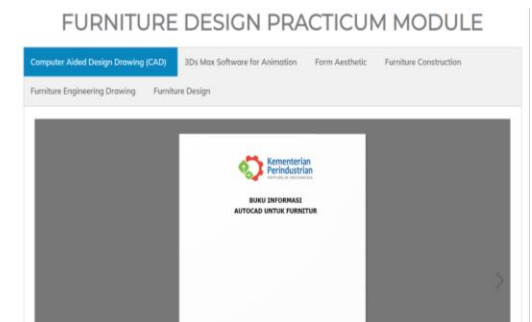 FURNITURE DESIGN PRACTICUM MODULE
Computer Aided Design Drawing (CAD) 3Ds Max Software for Animation Form Aesthetic Furniture Construction
Furniture Engineering Drawing Furniture Design
Kementerian
Perindustrian
REPUBLIK INDONESIA
BUKU INFORMASI
AUTOCAD UNTUK FURNITUR